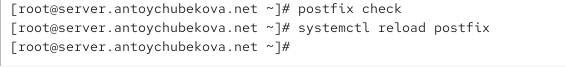 [root@server.antoychubekova.net ~]# postfix check
[root@server.antoychubekova.net ~]# systemctl reload postfix
[root@server.antoychubekova.net ~]#